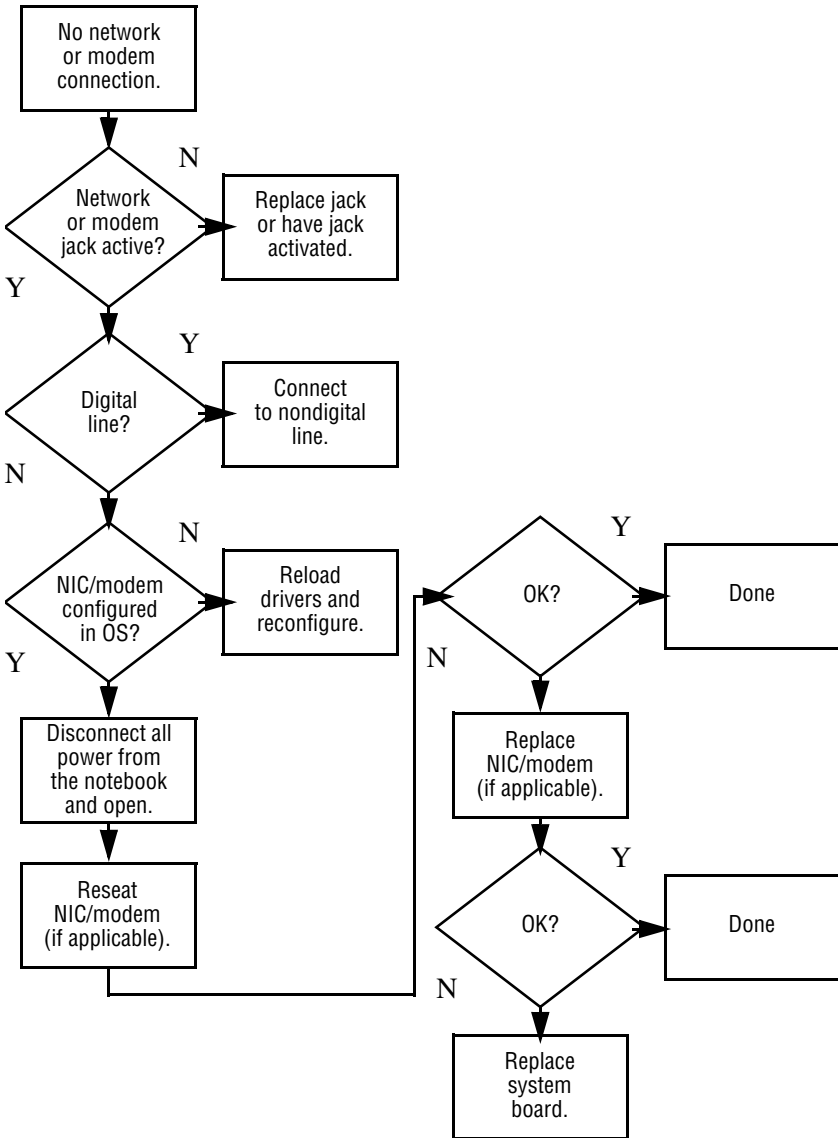 No network
or modem
connection.
N
Network
or modem
jack active?
Replace jack
or have jack
activated.
Y
Y
Digital
line?
Connect
to nondigital
line.
N
N
NIC/modem
configured
in OS?
Reload
drivers and
reconfigure.
Y
Disconnect all
power from
the notebook
and open.
Reseat
NIC/modem
(if applicable).
Y
OK?
Done
N
Replace
NIC/modem
(if applicable).
Y
OK?
Done
N
Replace
system
board.